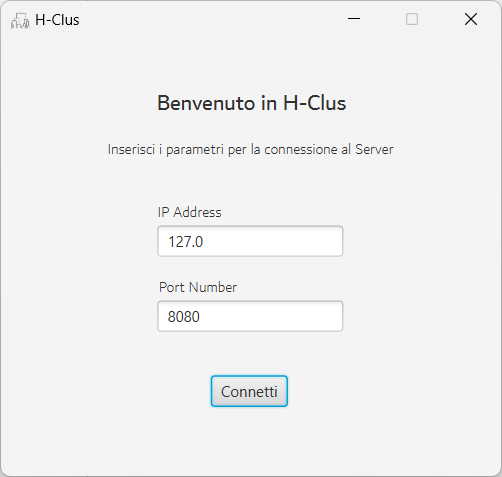 H-Clus
Benvenuto in H-Clus
Inserisci i parametri per la connessione al Server
IP Address
127.0
Port Number
8080
Connetti